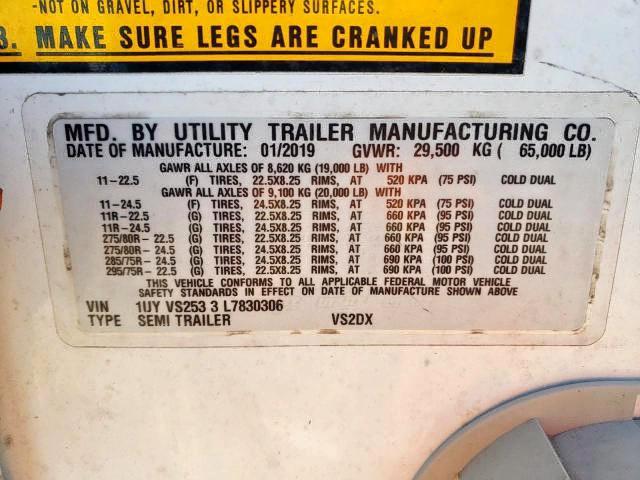 -NOT ON GRAVEL, DIRT, OR SLIPPERY SURFACES.
3. MAKE SURE LEGS ARE CRANKED UP
MFD. BY UTILITY TRAILER MANUFACTURING CO.
DATE OF MANUFACTURE: 01/2019 GVWR: 29,500 KG ( 65,000 LB)
GAWR ALL AXLES OF 8,620 KG (19,000 LB) WITH
11-22.5 (F) TIRES, 22.5X8.25 RIMS, AT 520 KPA (75 PSI) COLD DUAL
GAWR ALL AXLES OF 9,100 KG (20,000 LB) WITH
11-24.5 (F) TIRES, 24.5X8.25 RIMS, AT 520 KPA (75 PSI) COLD DUAL
11R-22.5 (G) TIRES, 22.5X8.25 RIMS, AT 660 KPA (95 PSI) COLD DUAL
11R-24.5 (G) TIRES, 24.5X8.25 RIMS, AT 660 KPA (95 PSI) COLD DUAL
275/80R- 22.5 (G) TIRES, 22.5X8.25 RIMS, AT 660 KPA (95 PSI) COLD DUAL
275/80R- 24.5 (G) TIRES, 24.5X8.25 RIMS, AT 660 KPA (95 PSI) COLD DUAL
285/75R- 24.5 (G) TIRES, 24.5X8.25 RIMS, AT 690 KPA (100 PSI) COLD DUAL
295/75R- 22.5 (G) TIRES, 22.5X8.25 RIMS, AT 690 KPA (100 PSI) COLD DUAL
THIS VEHICLE CONFORMS TO ALL APPLICABLE FEDERAL MOTOR VEHICLE
SAFETY STANDARDS IN EFFECT ON DATE OF MANUFACTURE SHOWN ABOVE
VIN 1UY VS253 3 L7830306
TYPE SEMI TRAILER VS2DX